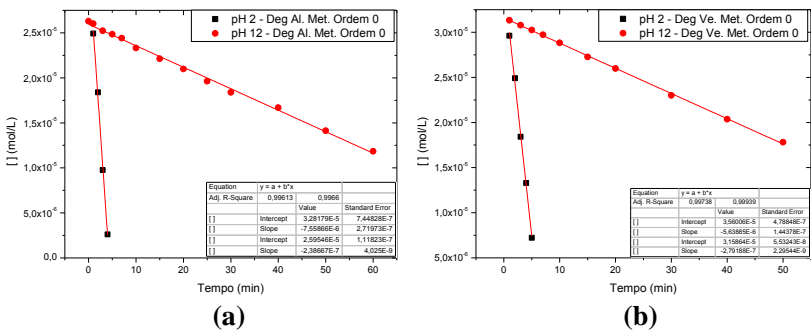 pH 2 - Deg Al. Met. Ordem 0
pH 12 - Deg Al. Met. Ordem 0
2,5x10⁻⁵
2,0x10⁻⁵
1,5x10⁻⁵
1,0x10⁻⁵
5,0x10⁻⁶
0,0
[ ] (mol/L)
Equation y = a + b*x
Adj. R-Square 0,99613 0,9966
Value Standard Error
[ ] Intercept 3,28179E-5 7,44828E-7
[ ] Slope -7,55866E-6 2,71973E-7
[ ] Intercept 2,59546E-5 1,11823E-7
[ ] Slope -2,38667E-7 4,025E-9
0 10 20 30 40 50 60
Tempo (min)
(a)
pH 2 - Deg Ve. Met. Ordem 0
pH 12 - Deg Ve. Met. Ordem 0
3,0x10⁻⁵
2,5x10⁻⁵
2,0x10⁻⁵
1,5x10⁻⁵
1,0x10⁻⁵
5,0x10⁻⁶
[ ] (mol/L)
Equation y = a + b*x
Adj. R-Square 0,99738 0,99939
Value Standard Error
[ ] Intercept 3,56006E-5 4,78848E-7
[ ] Slope -5,63885E-6 1,44378E-7
[ ] Intercept 3,15864E-5 5,53243E-8
[ ] Slope -2,79188E-7 2,29544E-9
0 10 20 30 40 50
Tempo (min)
(b)